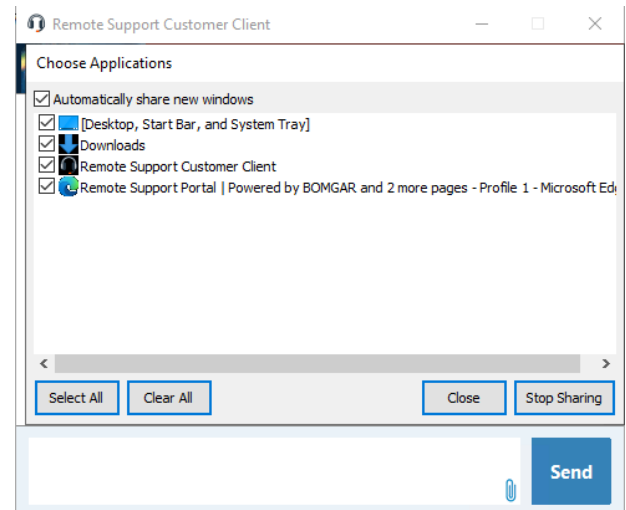 Remote Support Customer Client
Choose Applications
Automatically share new windows
[Desktop, Start Bar, and System Tray]
Downloads
Remote Support Customer Client
Remote Support Portal | Powered by BOMGAR and 2 more pages - Profile 1 - Microsoft Ed
Select All
Clear All
Close
Stop Sharing
Send